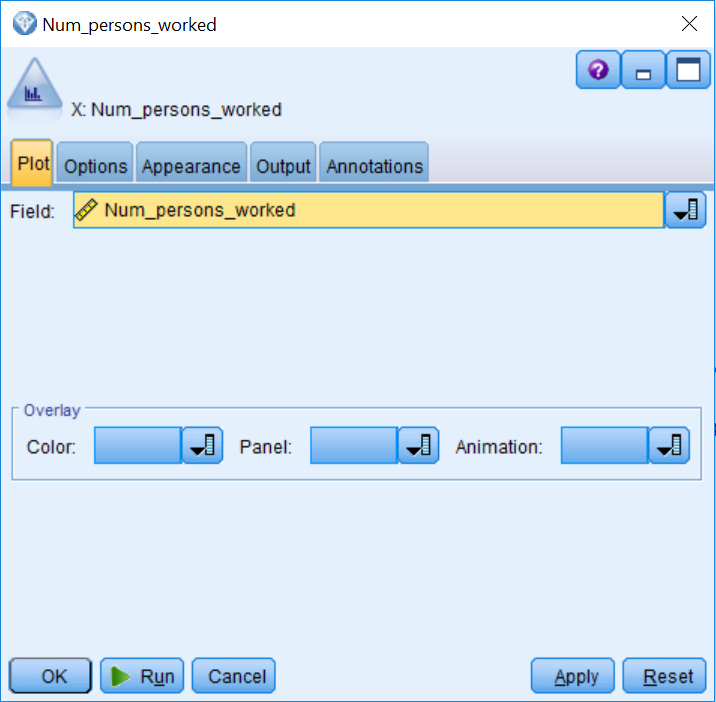 Num_persons_worked
?
X: Num_persons_worked
Plot Options Appearance Output Annotations
Field: Num_persons_worked
Overlay
Color: Panel: Animation:
OK Run Cancel Apply Reset